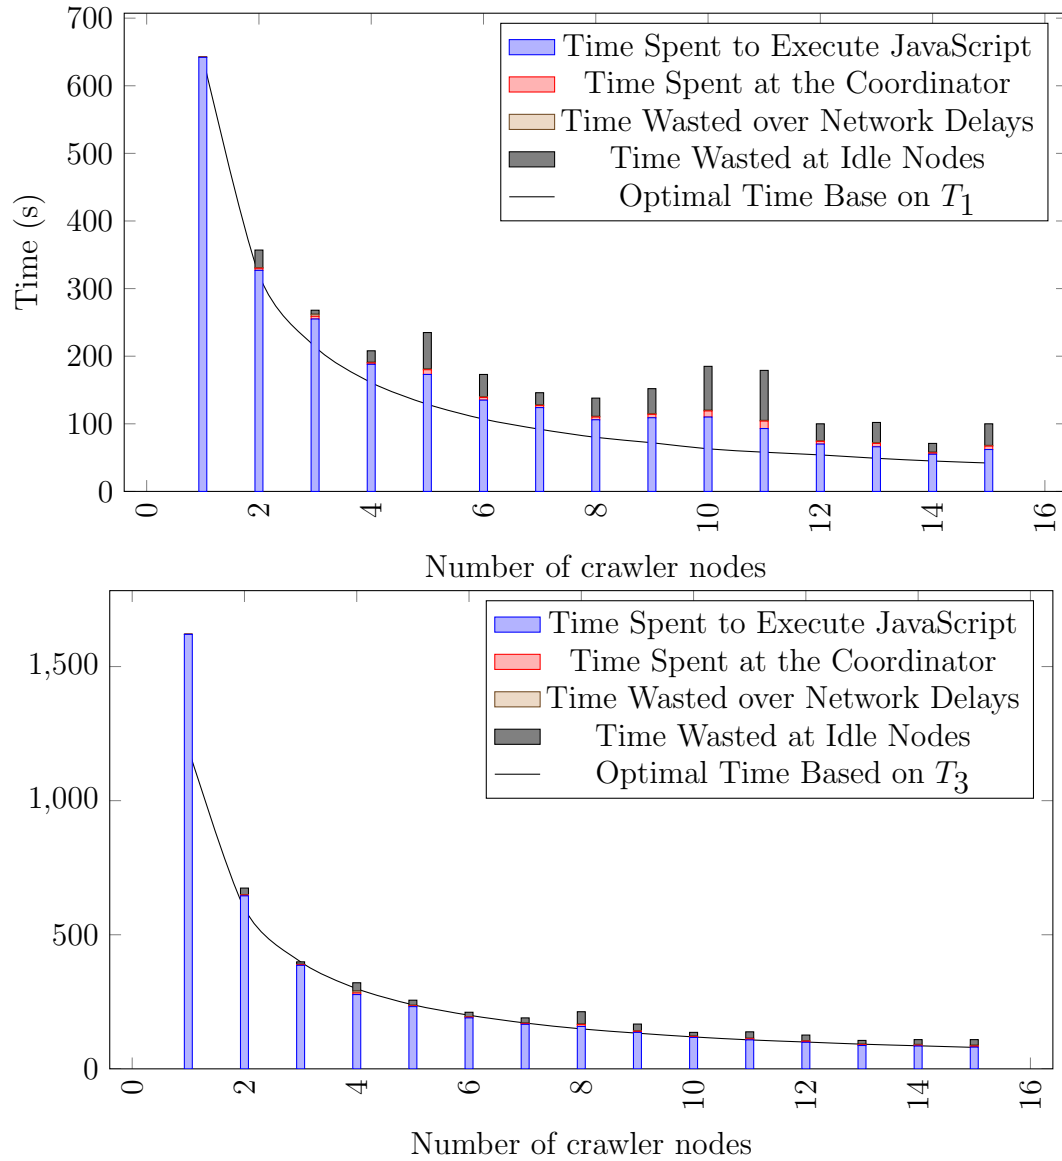 700
600
500
400
300
200
100
0
Time (s)
Time Spent to Execute JavaScript
Time Spent at the Coordinator
Time Wasted over Network Delays
Time Wasted at Idle Nodes
Optimal Time Base on T1
0 2 4 6 8 10 12 14 16
Number of crawler nodes
1,500
1,000
500
0
Time Spent to Execute JavaScript
Time Spent at the Coordinator
Time Wasted over Network Delays
Time Wasted at Idle Nodes
Optimal Time Based on T3
0 2 4 6 8 10 12 14 16
Number of crawler nodes